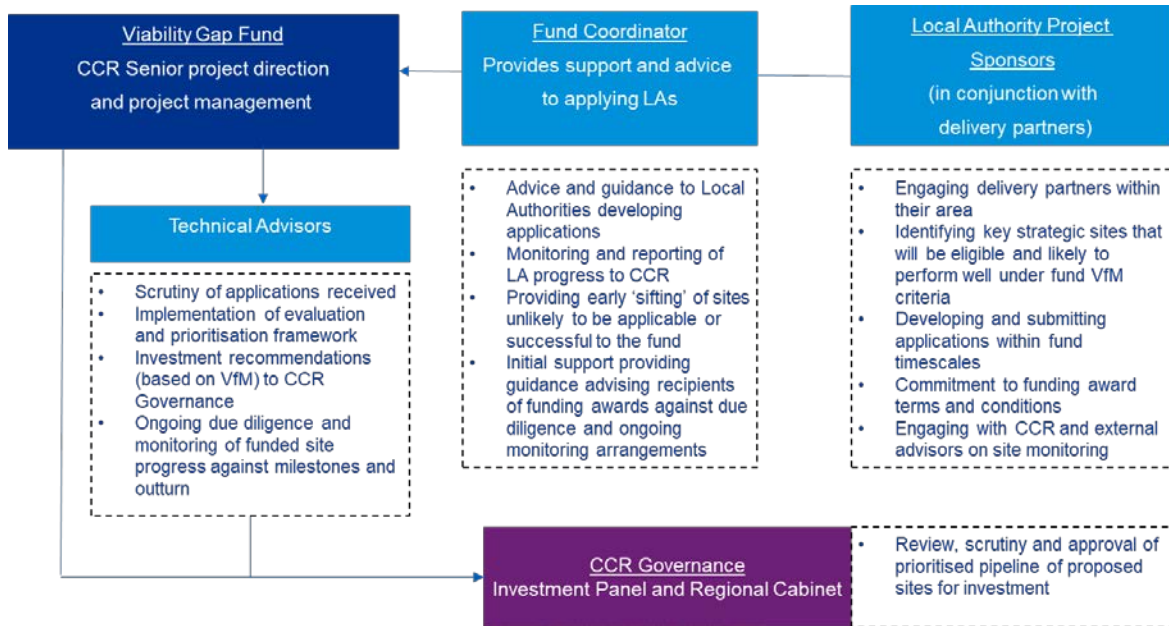 Viability Gap Fund
CCR Senior project direction
and project management
Fund Coordinator
Provides support and advice
to applying LAs
Local Authority Project
Sponsors
(in conjunction with
delivery partners)
Technical Advisors
• Scrutiny of applications received
• Implementation of evaluation
and prioritisation framework
• Investment recommendations
(based on VfM) to CCR
Governance
• Ongoing due diligence and
monitoring of funded site
progress against milestones and
outturn
• Advice and guidance to Local
Authorities developing
applications
• Monitoring and reporting of
LA progress to CCR
• Providing early ‘sifting’ of sites
unlikely to be applicable or
successful to the fund
• Initial support providing
guidance advising recipients
of funding awards against due
diligence and ongoing
monitoring arrangements
• Engaging delivery partners within
their area
• Identifying key strategic sites that
will be eligible and likely to
perform well under fund VfM
criteria
• Developing and submitting
applications within fund
timescales
• Commitment to funding award
terms and conditions
• Engaging with CCR and external
advisors on site monitoring
CCR Governance
Investment Panel and Regional Cabinet
• Review, scrutiny and approval of
prioritised pipeline of proposed
sites for investment